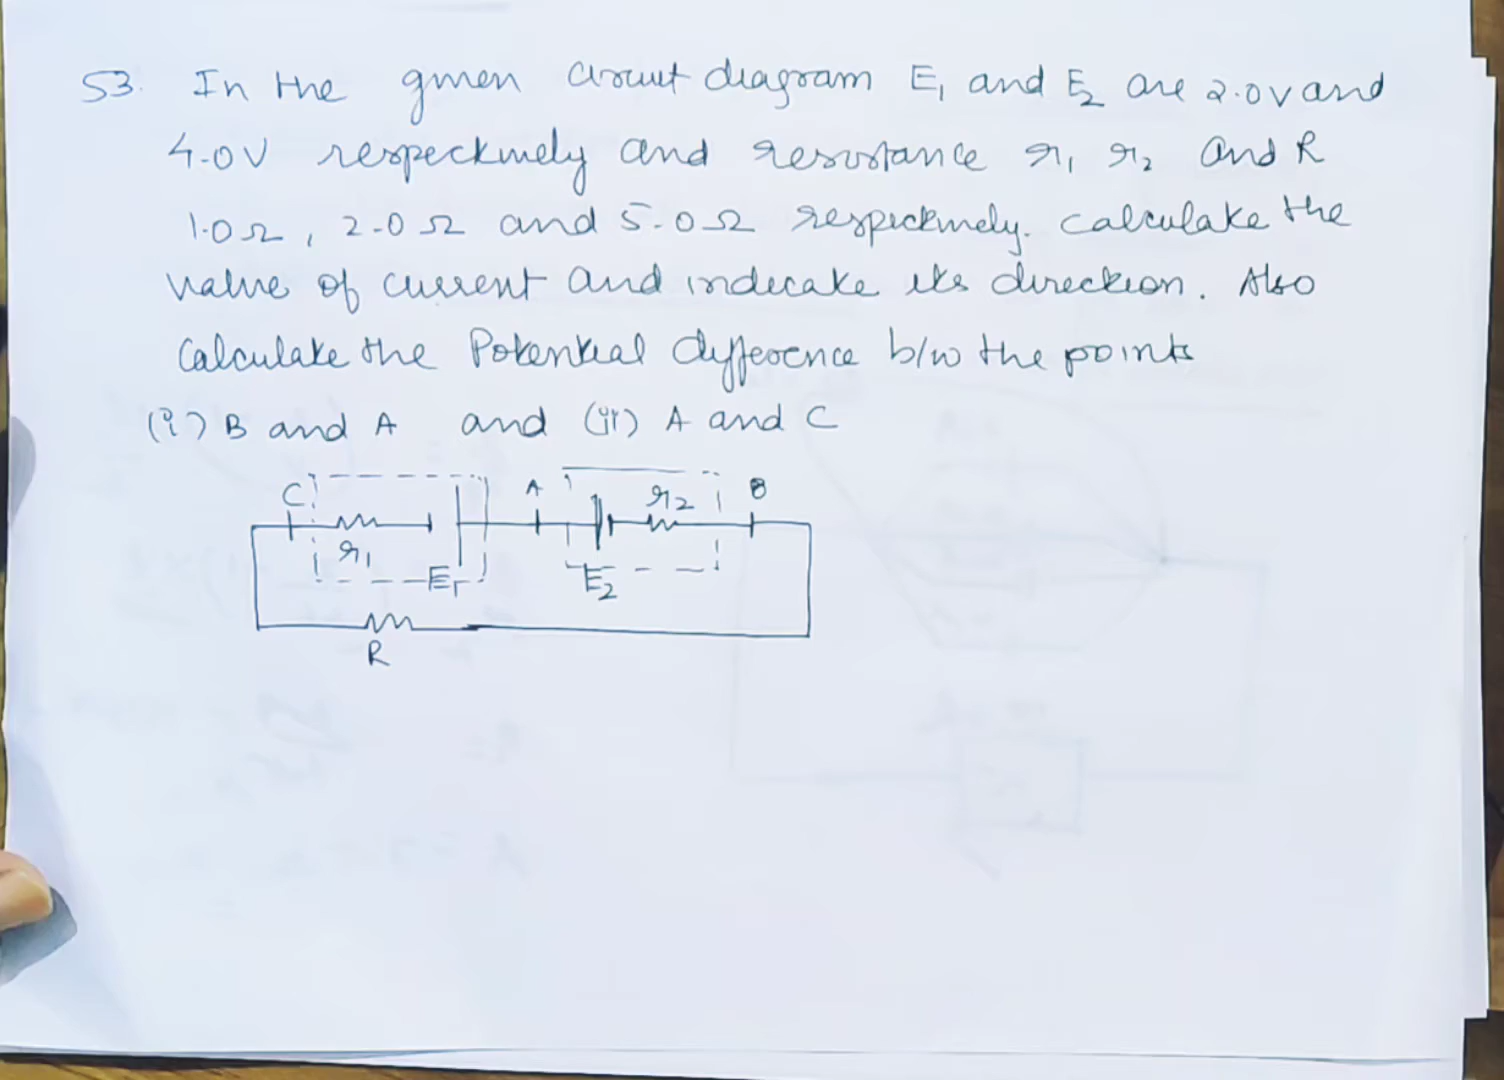 53. In the given circuit diagram E₁ and E₂ are 2.0V and
4.0V respectively and resistance r₁ r₂ and R
1.0Ω, 2.0Ω and 5.0Ω respectively. Calculate the
value of current and indicate its direction. Also
Calculate the Potential difference b/w the points
(i) B and A and (ii) A and C
C A r₂ B
r₁ E₁ E₂
R